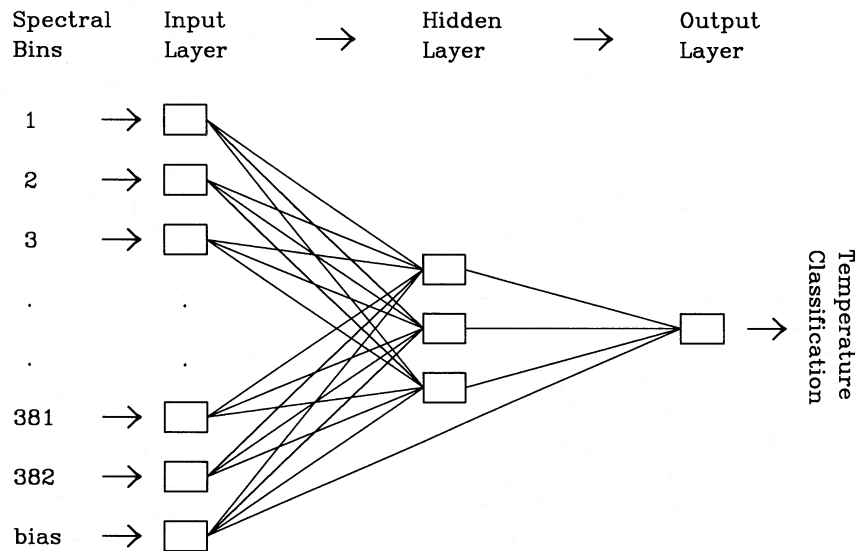 Spectral
Bins
Input
Layer
Hidden
Layer
Output
Layer
1
2
3
.
.
.
.
381
382
bias
Temperature
Classification